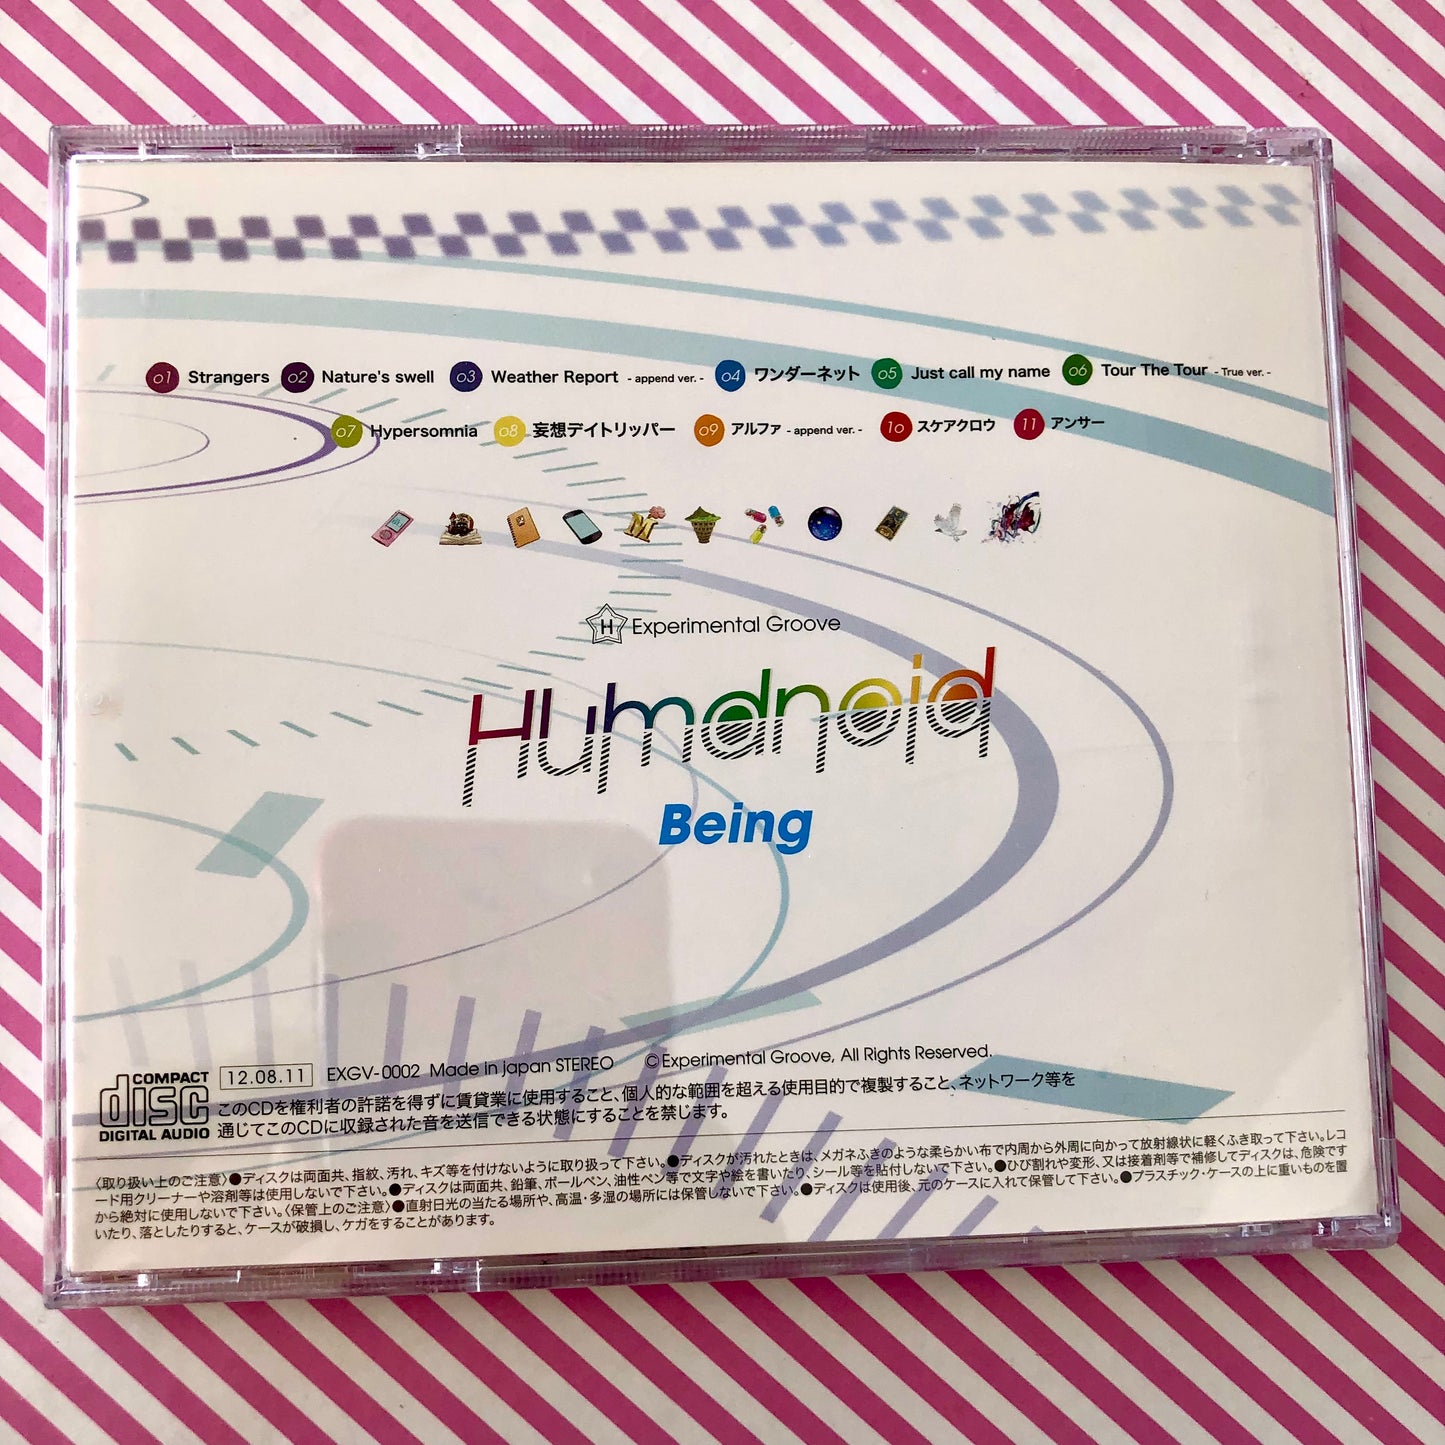 01 Strangers 02 Nature's swell 03 Weather Report - append ver. - 04 ワンダーネット 05 Just call my name 06 Tour The Tour - True ver. -
07 Hypersomnia 08 妄想デイトリッパー 09 アルファ - append ver. - 10 スケアクロウ 11 アンサー
M
H Experimental Groove
Humanoid
Being
COMPACT disc DIGITAL AUDIO
12.08.11 EXGV-0002 Made in Japan STEREO ©Experimental Groove, All Rights Reserved.
このCDを権利者の許諾を得ずに賃貸業に使用すること、個人的な範囲を超える使用目的で複製すること、ネットワーク等を
通じてこのCDに収録された音を送信できる状態にすることを禁じます。
〈取り扱い上のご注意〉●ディスクは両面共、指紋、汚れ、キズ等を付けないように取り扱って下さい。●ディスクが汚れたときは、メガネふきのような柔らかい布で内周から外周に向かって放射線状に軽くふき取って下さい。レコ
ード用クリーナーや溶剤等は使用しないで下さい。●ディスクは両面共、鉛筆、ボールペン、油性ペン等で文字や絵を書いたり、シール等を貼付しないで下さい。●ひび割れや変形、又は接着剤等で補修してディスクは、危険です
から絶対に使用しないで下さい。〈保管上のご注意〉●直射日光の当たる場所や、高温・多湿の場所には保管しないで下さい。●ディスクは使用後、元のケースに入れて保管して下さい。●プラスチック・ケースの上に重いものを置
いたり、落としたりすると、ケースが破損し、ケガをすることがあります。